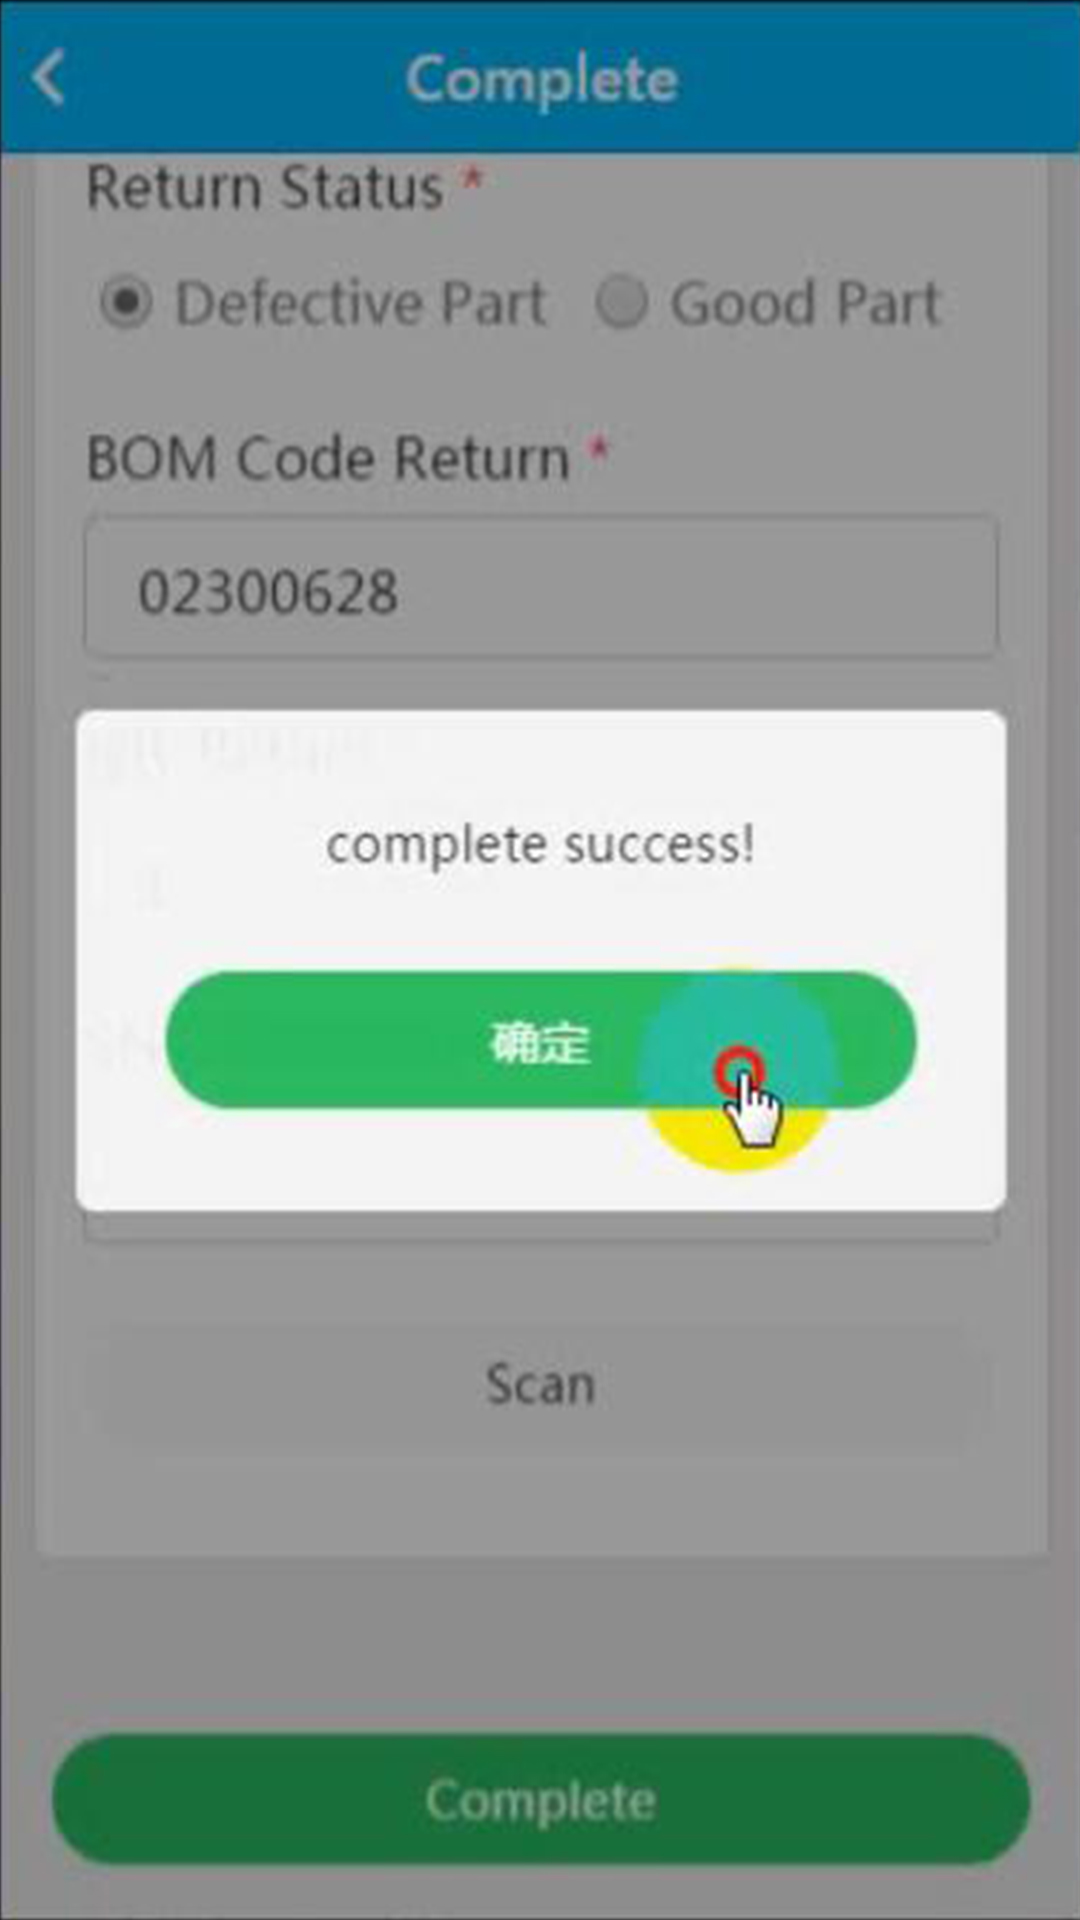 Complete
Return Status *
Defective Part Good Part
BOM Code Return *
02300628
complete success!
确定
Scan
Complete